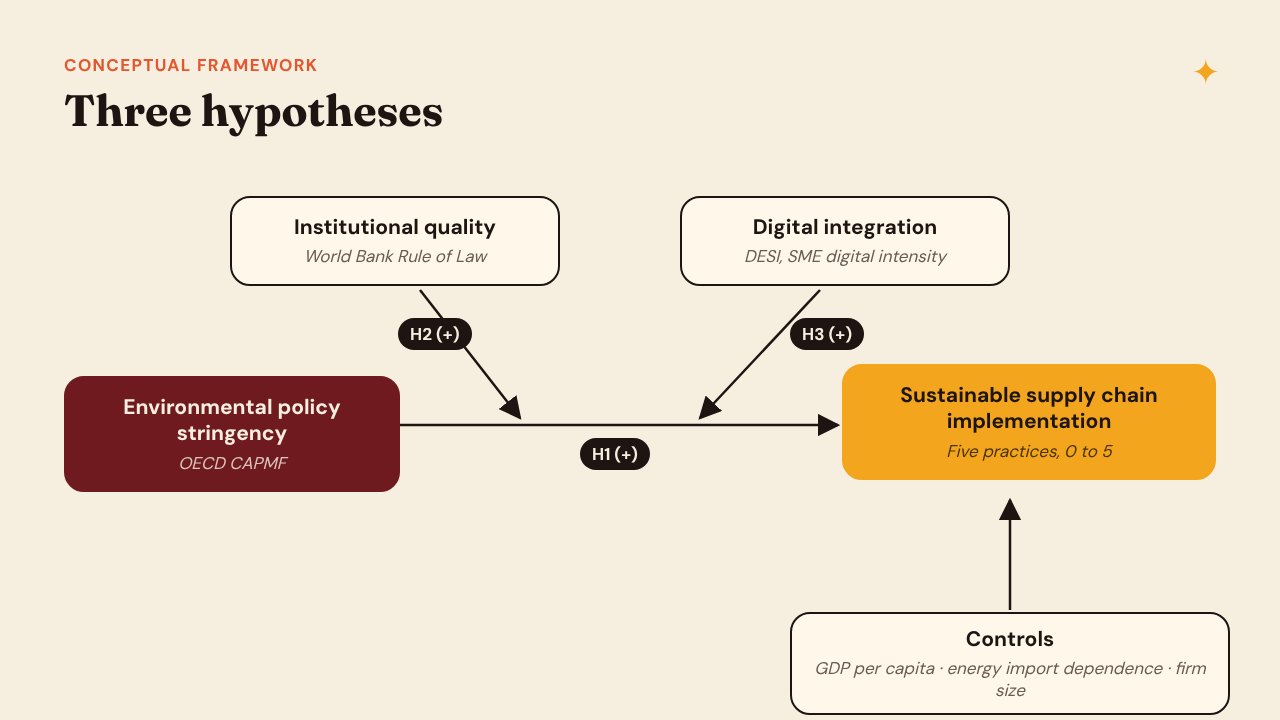 CONCEPTUAL FRAMEWORK
Three hypotheses
Institutional quality
World Bank Rule of Law
Digital integration
DESI, SME digital intensity
H2 (+)
H3 (+)
Environmental policy
stringency
OECD CAPMF
Sustainable supply chain
implementation
Five practices, 0 to 5
H1 (+)
Controls
GDP per capita · energy import dependence · firm
size